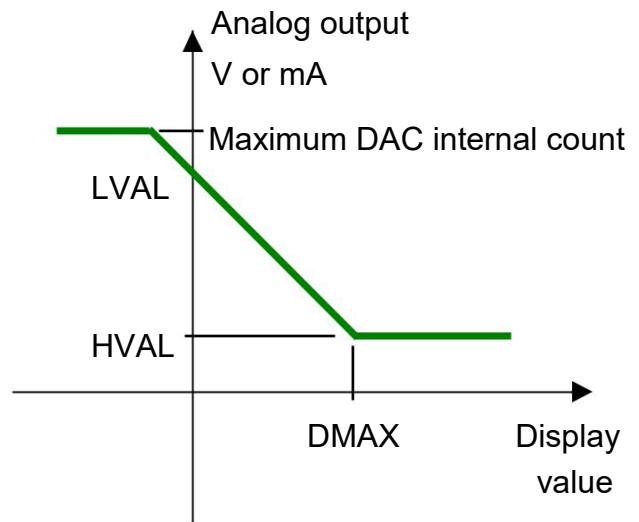 Analog output
V or mA
Maximum DAC internal count
LVAL
HVAL
DMAX
Display
value